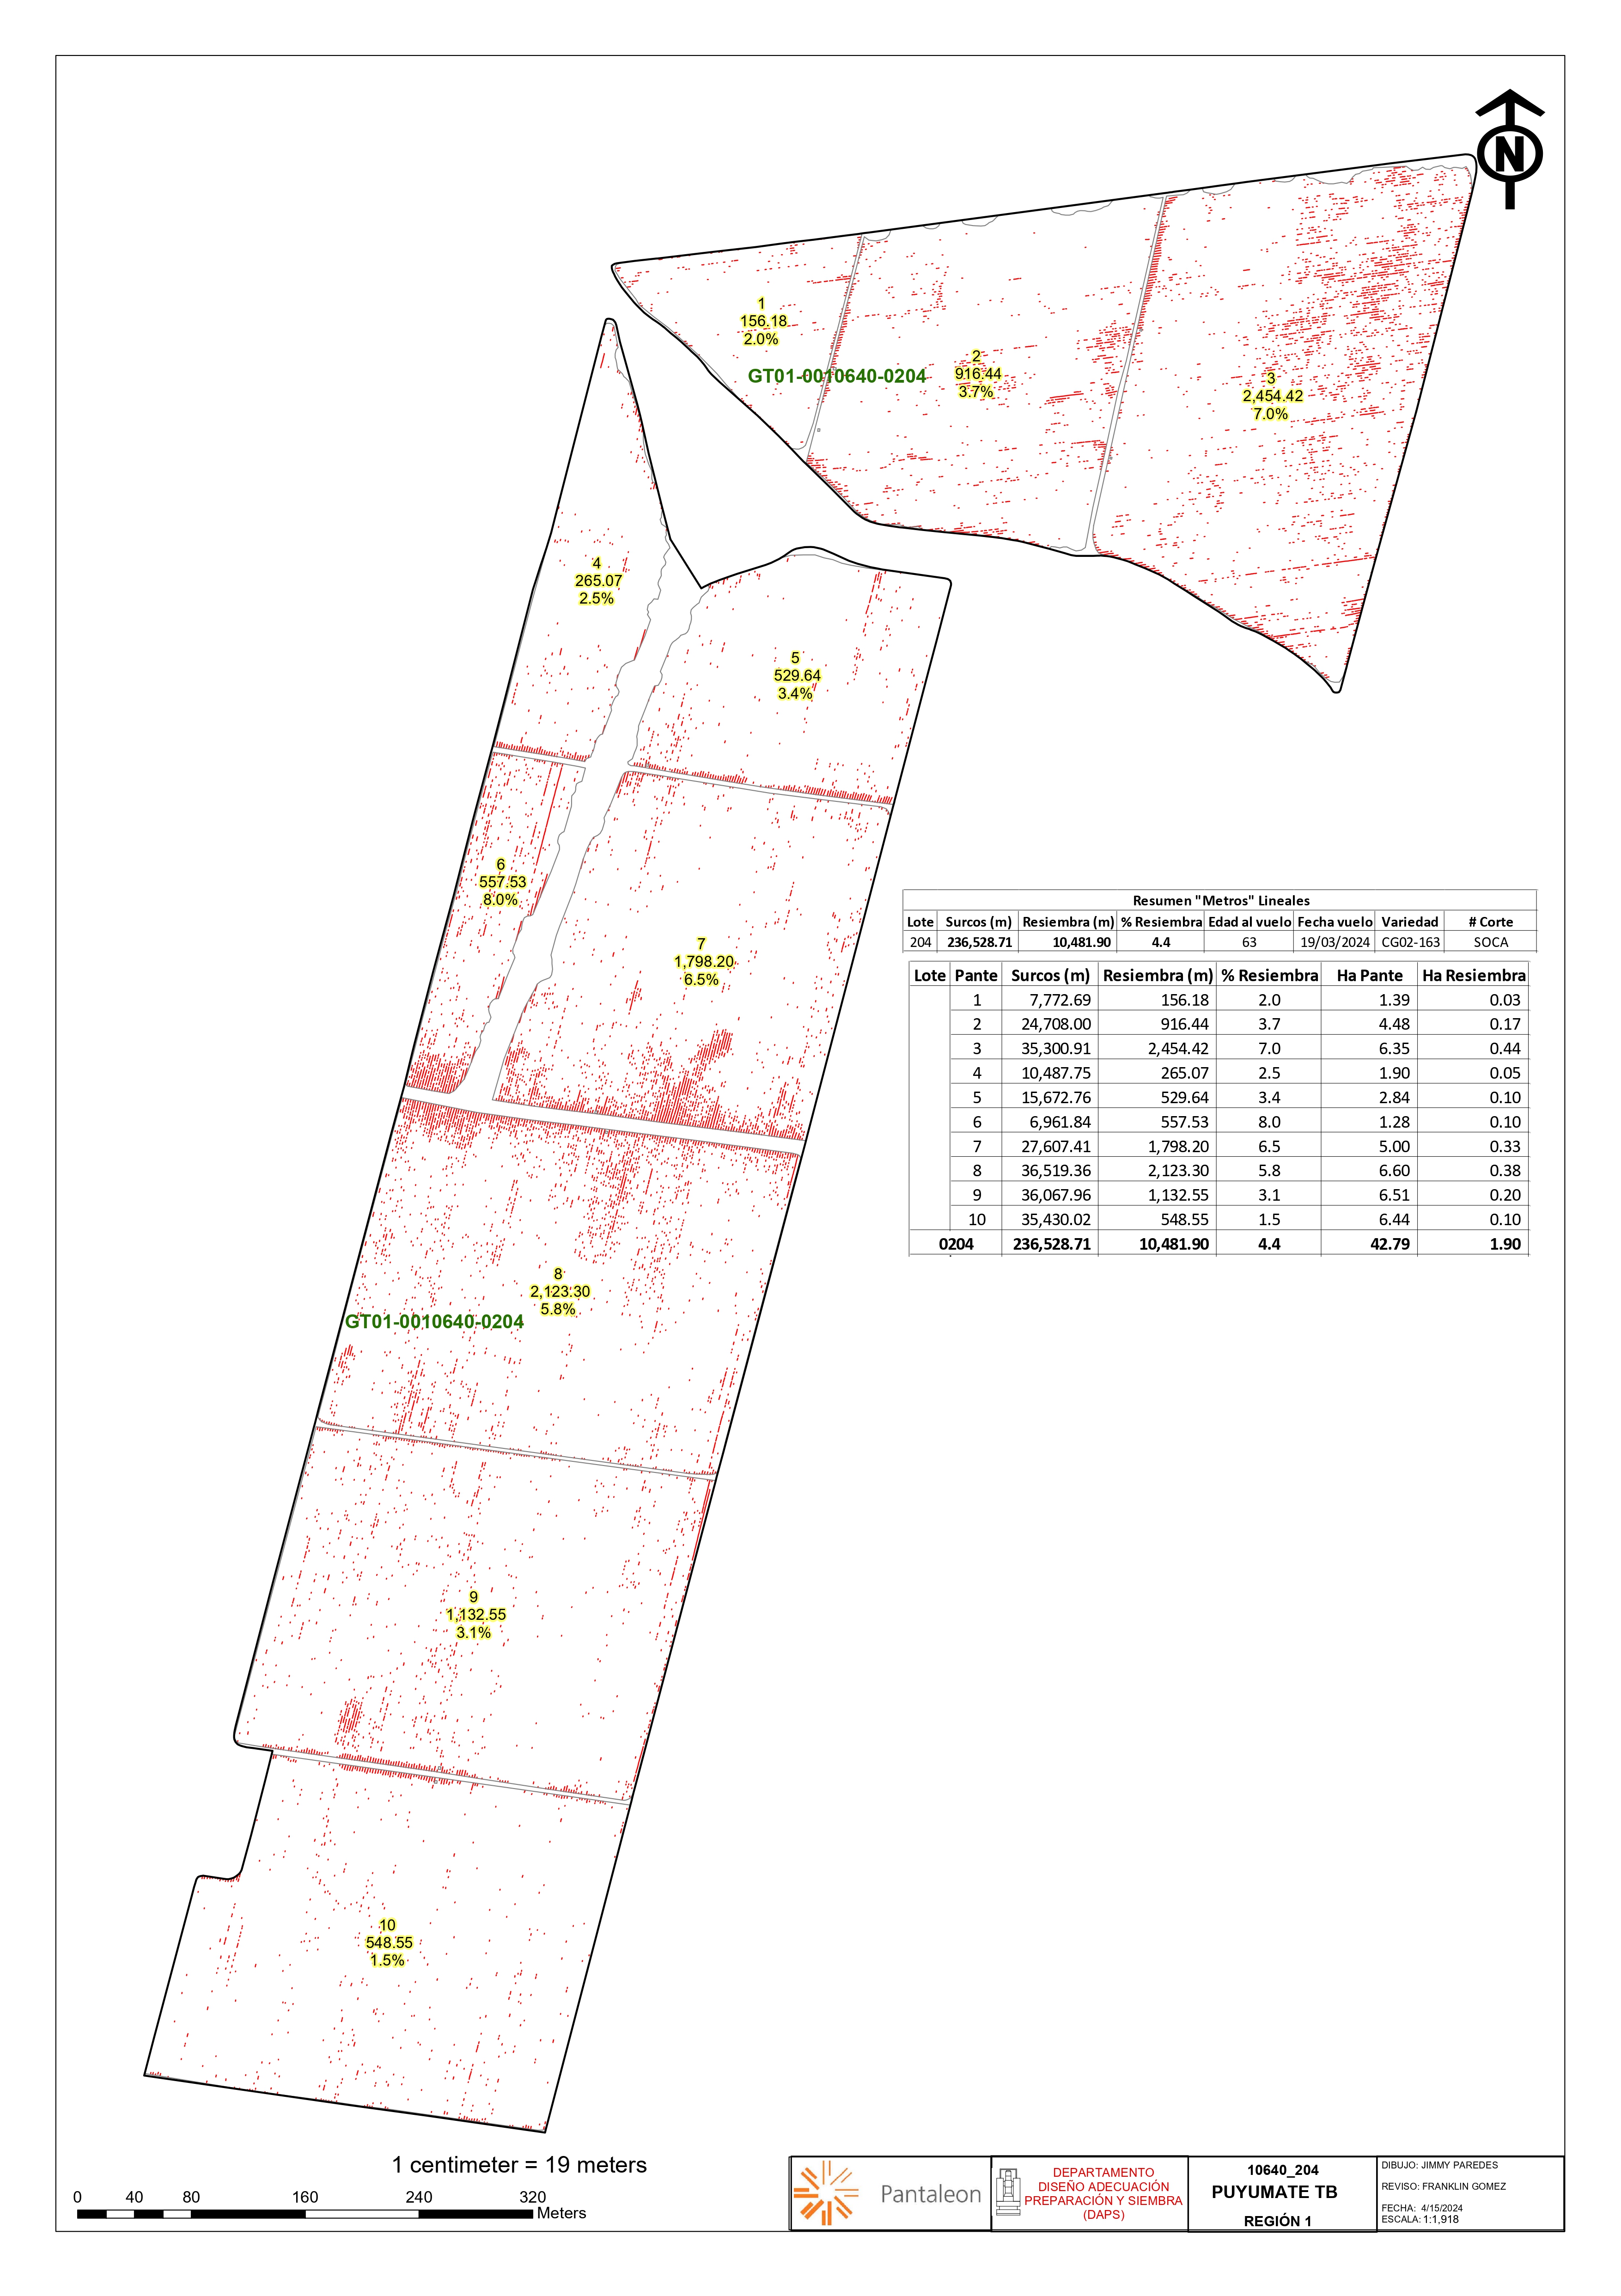 N
1
156.18
2.0%
GT01-0010640-0204
2
916.44
3.7%
3
2,454.42
7.0%
4
265.07
2.5%
5
529.64
3.4%
6
557.53
8.0%
7
1,798.20
6.5%
Resumen "Metros" Lineales
Lote Surcos (m) Resiembra (m) % Resiembra Edad al vuelo Fecha vuelo Variedad # Corte
204 236,528.71 10,481.90 4.4 63 19/03/2024 CG02-163 SOCA
Lote Pante Surcos (m) Resiembra (m) % Resiembra Ha Pante Ha Resiembra
1 7,772.69 156.18 2.0 1.39 0.03
2 24,708.00 916.44 3.7 4.48 0.17
3 35,300.91 2,454.42 7.0 6.35 0.44
4 10,487.75 265.07 2.5 1.90 0.05
5 15,672.76 529.64 3.4 2.84 0.10
6 6,961.84 557.53 8.0 1.28 0.10
7 27,607.41 1,798.20 6.5 5.00 0.33
8 36,519.36 2,123.30 5.8 6.60 0.38
9 36,067.96 1,132.55 3.1 6.51 0.20
10 35,430.02 548.55 1.5 6.44 0.10
0204 236,528.71 10,481.90 4.4 42.79 1.90
8
2,123.30
5.8%
GT01-0010640-0204
9
1,132.55
3.1%
10
548.55
1.5%
1 centimeter = 19 meters
0 40 80 160 240 320
Meters
Pantaleon
DEPARTAMENTO
DISEÑO ADECUACIÓN
PREPARACIÓN Y SIEMBRA
(DAPS)
10640_204
PUYUMATE TB
REGIÓN 1
DIBUJO: JIMMY PAREDES
REVISO: FRANKLIN GOMEZ
FECHA: 4/15/2024
ESCALA: 1:1,918